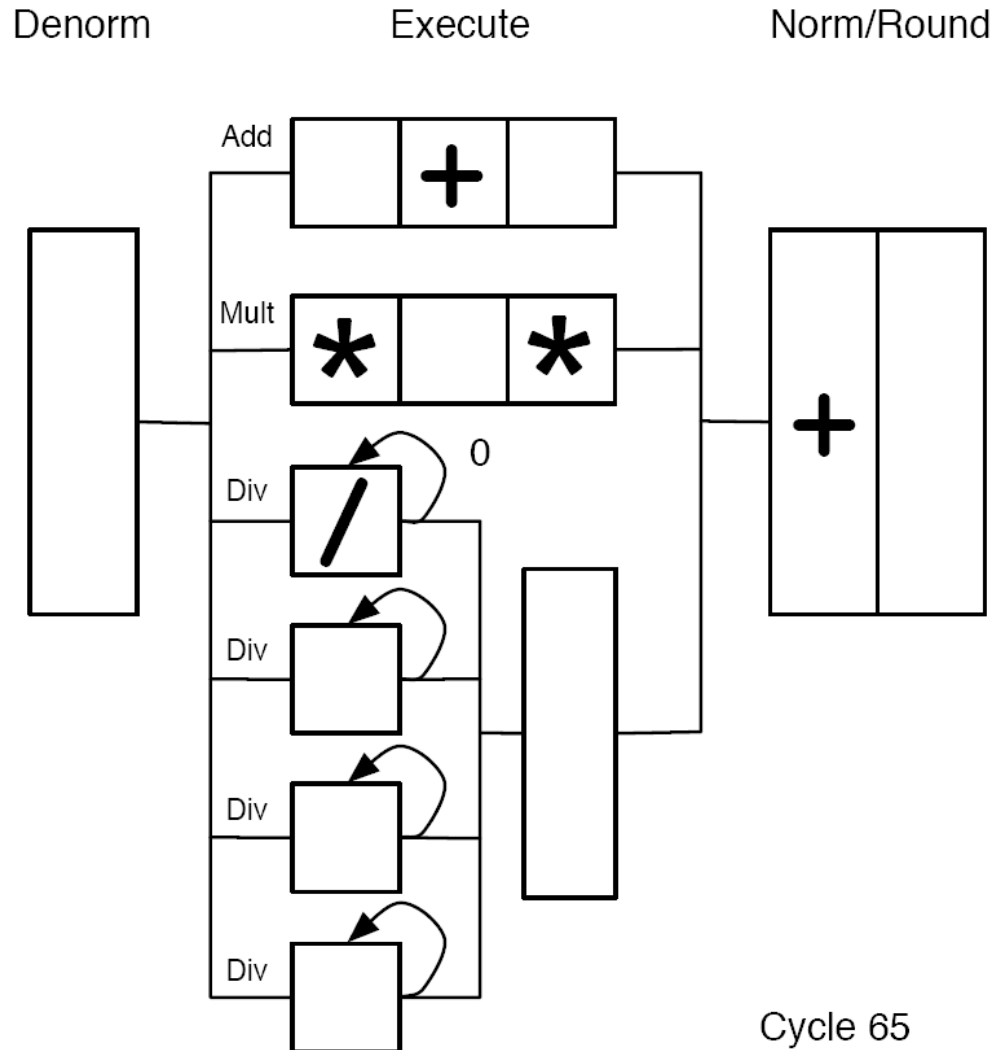 Denorm Execute Norm/Round
Add
+
Mult
* *
+
0
Div
/
Div
Div
Div
Cycle 65